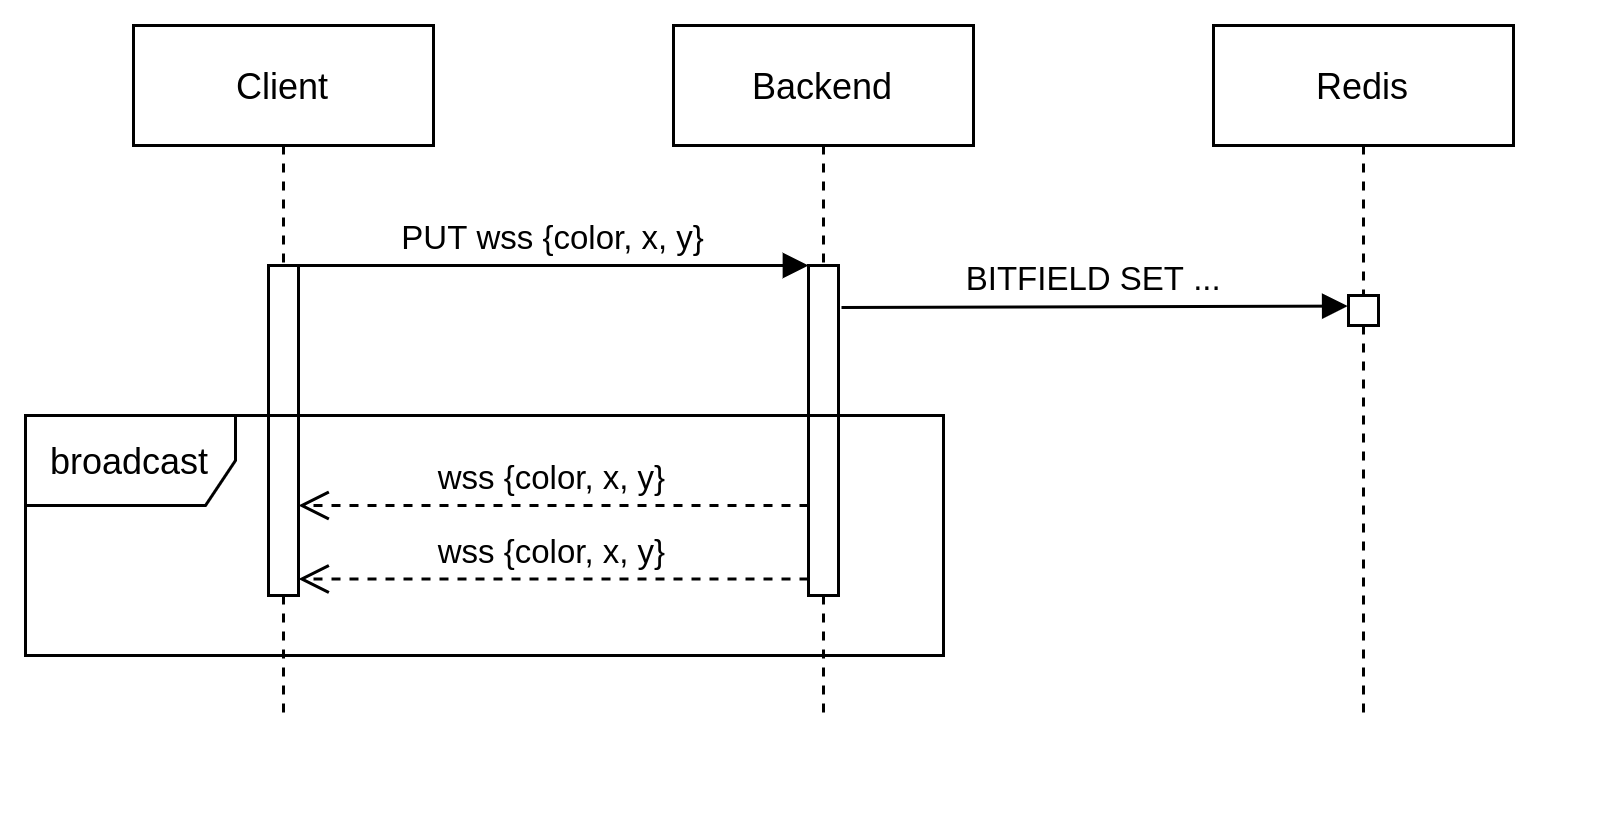 Client
Backend
Redis
PUT wss {color, x, y}
BITFIELD SET ...
broadcast
wss {color, x, y}
wss {color, x, y}